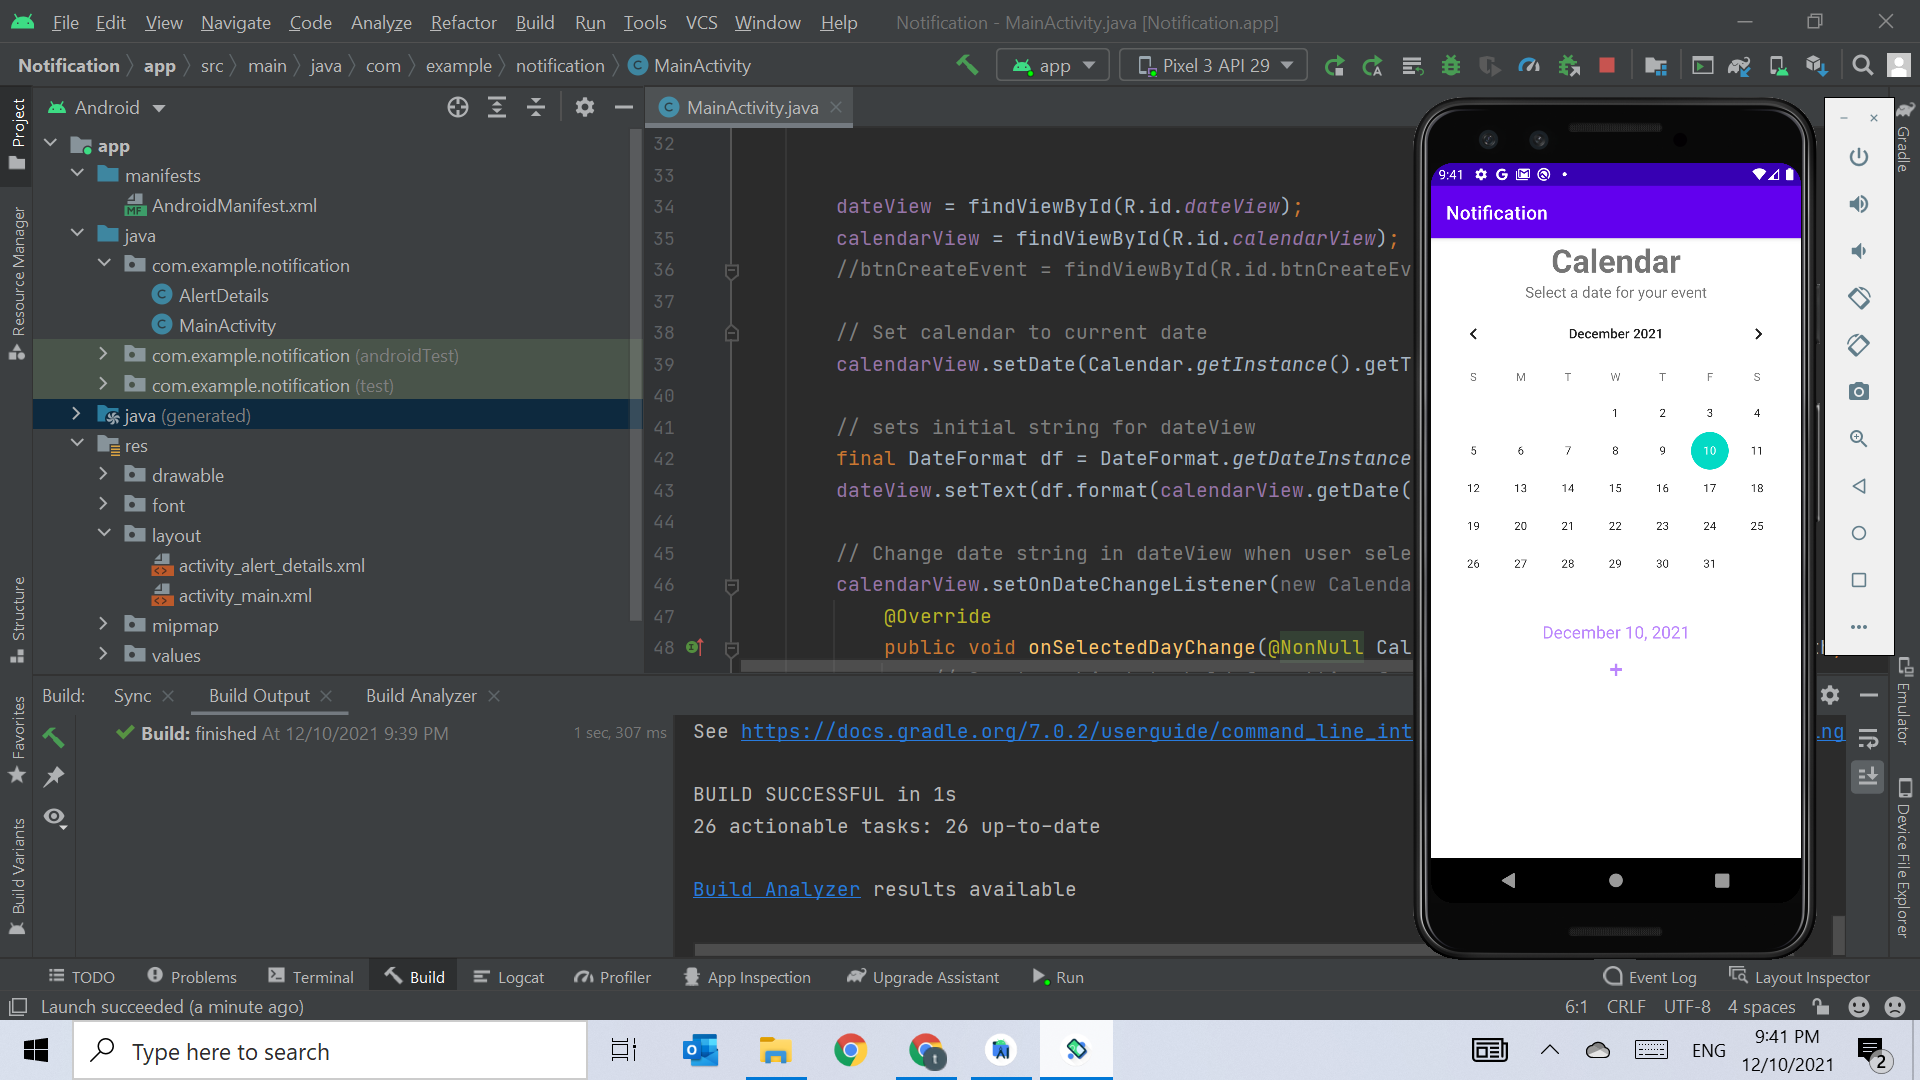 File Edit View Navigate Code Analyze Refactor Build Run Tools VCS Window Help Notification - MainActivity.java [Notification.app]
Notification app src main java com example notification MainActivity app Pixel 3 API 29
Project
Resource Manager
Structure
Favorites
Build Variants
Android
app
manifests
AndroidManifest.xml
java
com.example.notification
AlertDetails
MainActivity
com.example.notification (androidTest)
com.example.notification (test)
java (generated)
res
drawable
font
layout
activity_alert_details.xml
activity_main.xml
mipmap
values
MainActivity.java
32
33
34 dateView = findViewById(R.id.dateView);
35 calendarView = findViewById(R.id.calendarView);
36 //btnCreateEvent = findViewById(R.id.btnCreateEv
37
38 // Set calendar to current date
39 calendarView.setDate(Calendar.getInstance().getT
40
41 // sets initial string for dateView
42 final DateFormat df = DateFormat.getDateInstance
43 dateView.setText(df.format(calendarView.getDate(
44
45 // Change date string in dateView when user sele
46 calendarView.setOnDateChangeListener(new Calenda
47 @Override
48 public void onSelectedDayChange(@NonNull Cal
9:41
Notification
Calendar
Select a date for your event
December 2021
S M T W T F S
1 2 3 4
5 6 7 8 9 10 11
12 13 14 15 16 17 18
19 20 21 22 23 24 25
26 27 28 29 30 31
December 10, 2021
+
Gradle
Emulator
Device File Explorer
Build: Sync Build Output Build Analyzer
Build: finished At 12/10/2021 9:39 PM 1 sec, 307 ms
See https://docs.gradle.org/7.0.2/userguide/command_line_int
ng
BUILD SUCCESSFUL in 1s
26 actionable tasks: 26 up-to-date
Build Analyzer results available
TODO Problems Terminal Build Logcat Profiler App Inspection Upgrade Assistant Run Event Log Layout Inspector
Launch succeeded (a minute ago) 6:1 CRLF UTF-8 4 spaces
Type here to search
ENG
9:41 PM
12/10/2021
2